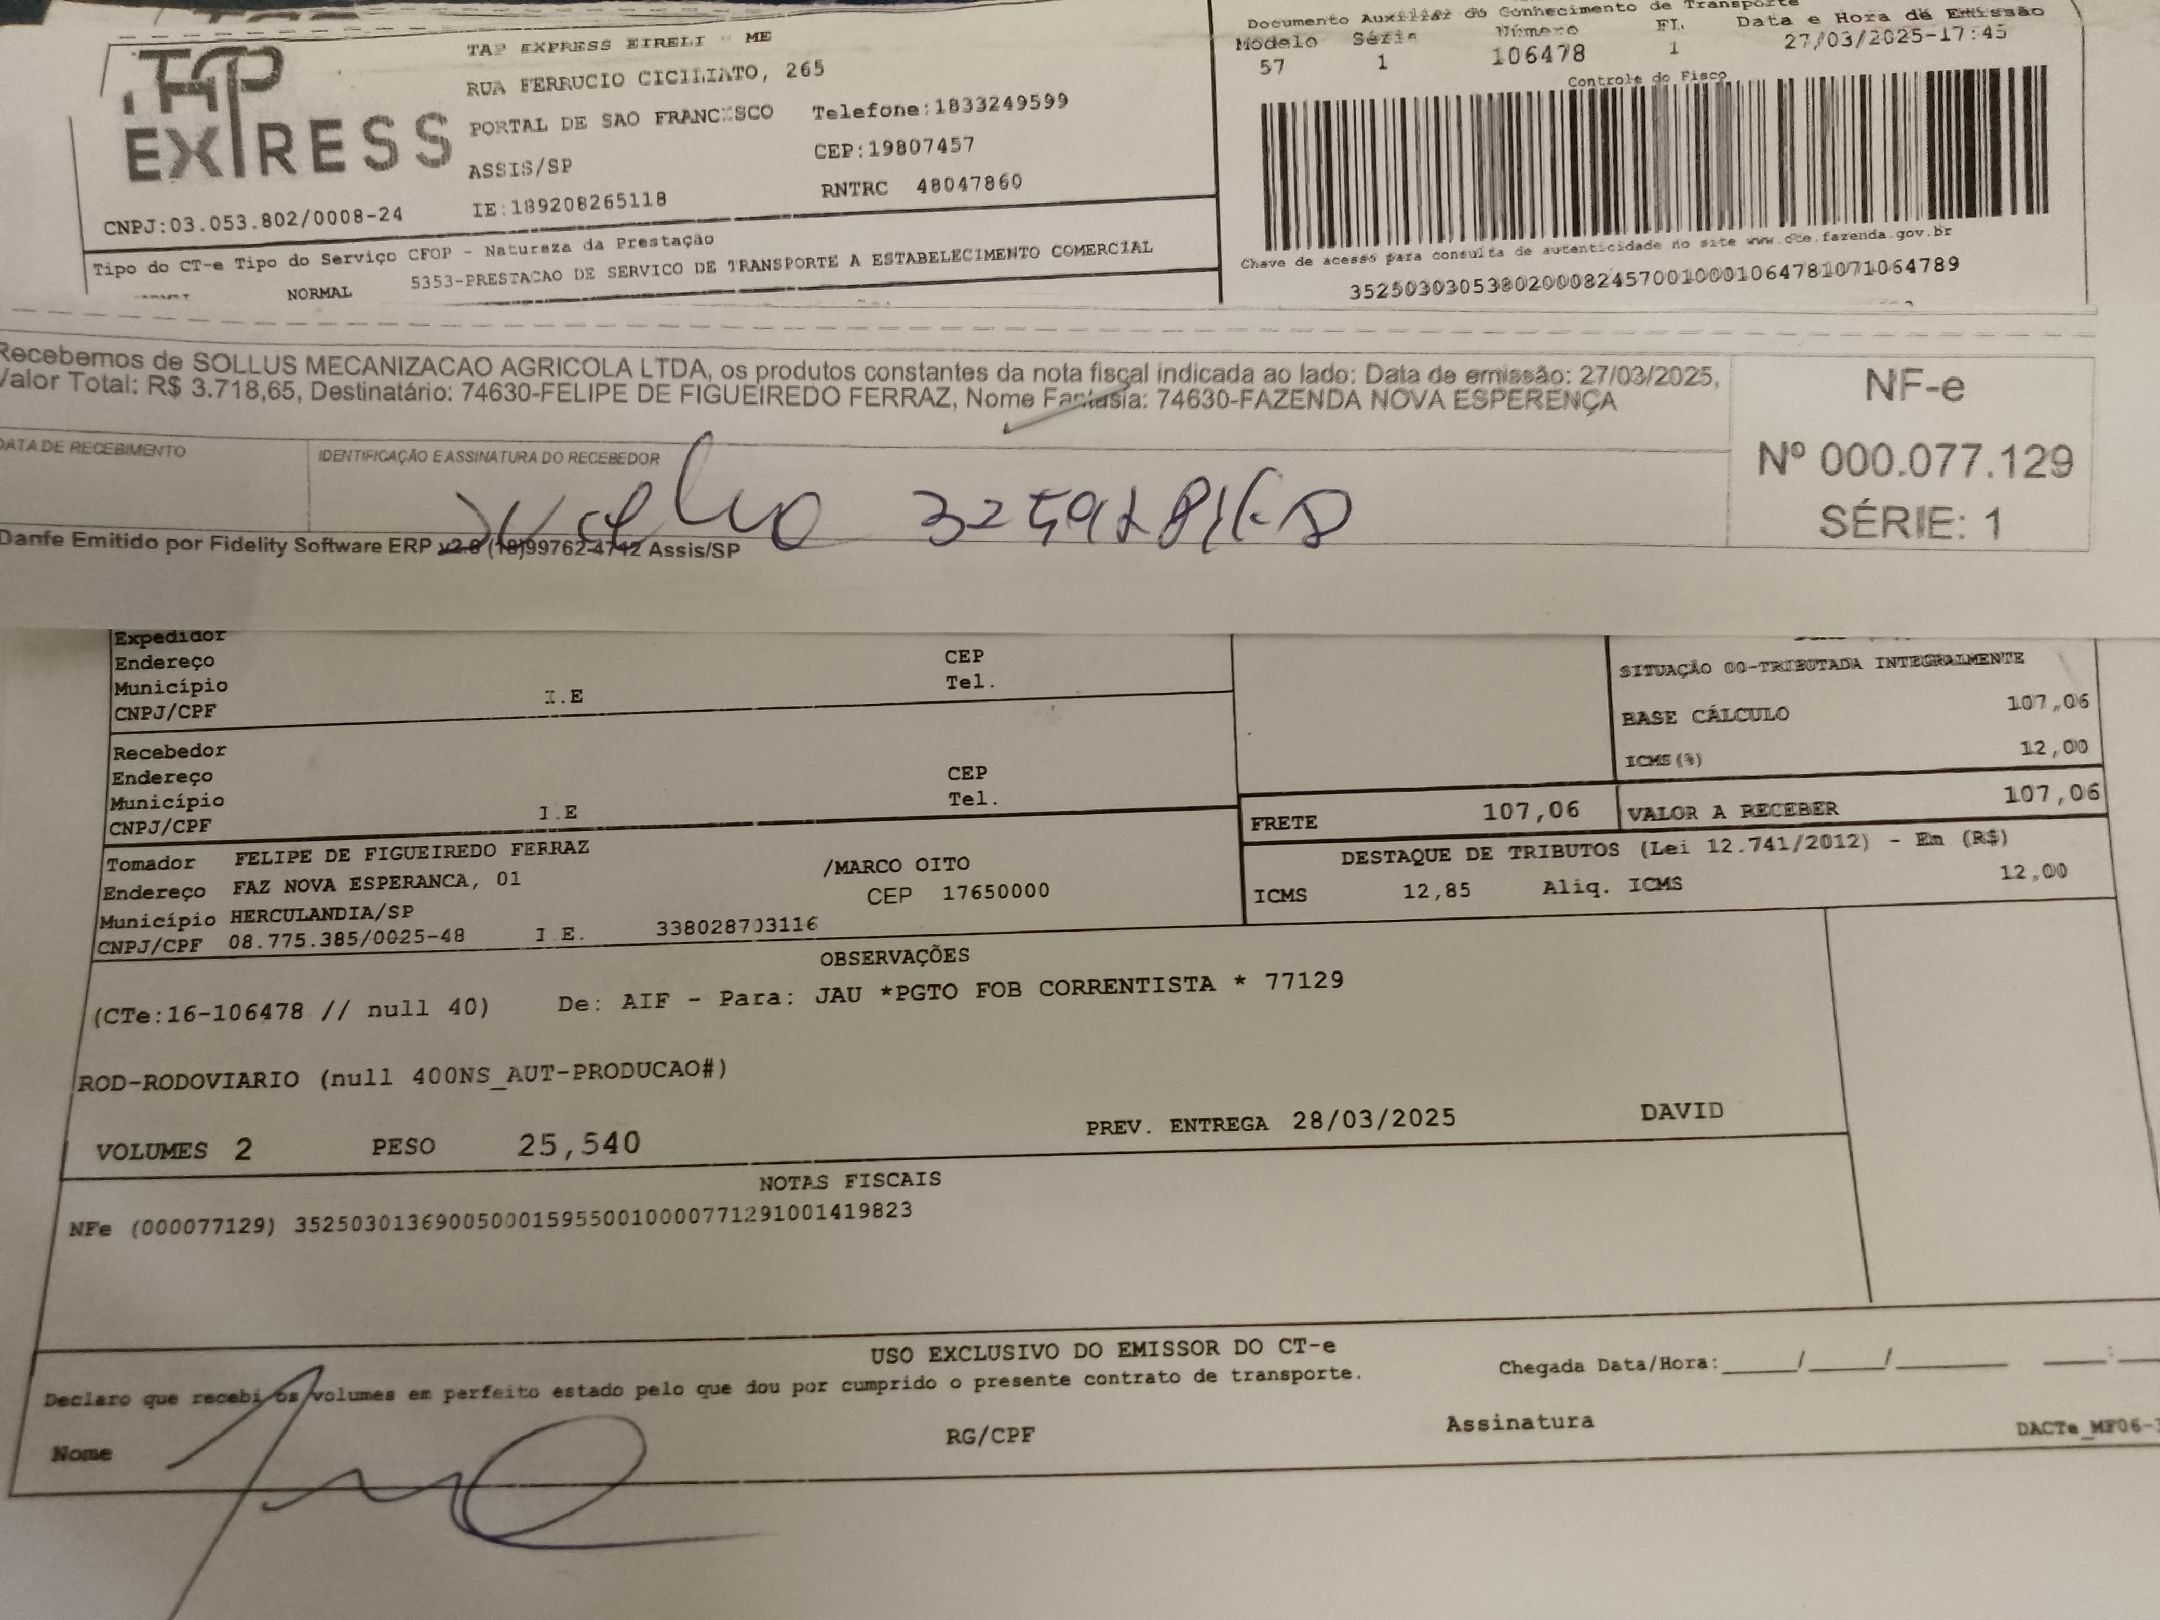 TAP EXPRESS
TAP EXPRESS EIRELI - ME
RUA FERRUCIO CICILIATO, 265
PORTAL DE SAO FRANCISCO Telefone:1833249599
ASSIS/SP CEP:19807457
CNPJ:03.053.802/0008-24 IE:189208265118 RNTRC 48047860
Documento Auxiliar do Conhecimento de Transporte
Modelo Série Número FL Data e Hora de Emissão
57 1 106478 1 27/03/2025-17:45
Controle do Fisco
Chave de acesso para consulta de autenticidade no site www.cte.fazenda.gov.br
35250303053802000824570010001064781071064789
Tipo do CT-e Tipo do Serviço CFOP - Natureza da Prestação
NORMAL 5353-PRESTACAO DE SERVICO DE TRANSPORTE A ESTABELECIMENTO COMERCIAL
Recebemos de SOLLUS MECANIZACAO AGRICOLA LTDA, os produtos constantes da nota fiscal indicada ao lado: Data de emissão: 27/03/2025,
Valor Total: R$ 3.718,65, Destinatário: 74630-FELIPE DE FIGUEIREDO FERRAZ, Nome Fantasia: 74630-FAZENDA NOVA ESPERENÇA
DATA DE RECEBIMENTO IDENTIFICAÇÃO E ASSINATURA DO RECEBEDOR
NF-e
Nº 000.077.129
SÉRIE: 1
Danfe Emitido por Fidelity Software ERP v2.0 (18)99762-4712 Assis/SP
Expedidor
Endereço CEP
Município Tel.
CNPJ/CPF I.E
Recebedor
Endereço CEP
Município Tel.
CNPJ/CPF I.E
SITUAÇÃO 00-TRIBUTADA INTEGRALMENTE
BASE CÁLCULO 107,06
ICMS(%) 12,00
FRETE 107,06 VALOR A RECEBER 107,06
DESTAQUE DE TRIBUTOS (Lei 12.741/2012) - Em (R$)
ICMS 12,85 Aliq. ICMS 12,00
Tomador FELIPE DE FIGUEIREDO FERRAZ
Endereço FAZ NOVA ESPERANCA, 01 /MARCO OITO
Município HERCULANDIA/SP CEP 17650000
CNPJ/CPF 08.775.385/0025-48 I.E. 338028703116
OBSERVAÇÕES
(CTe:16-106478 // null 40) De: AIF - Para: JAU *PGTO FOB CORRENTISTA * 77129
ROD-RODOVIARIO (null 400NS_AUT-PRODUCAO#)
VOLUMES 2 PESO 25,540 PREV. ENTREGA 28/03/2025 DAVID
NOTAS FISCAIS
NFe (000077129) 35250301369005000159550010000771291001419823
USO EXCLUSIVO DO EMISSOR DO CT-e
Declaro que recebi os volumes em perfeito estado pelo que dou por cumprido o presente contrato de transporte. Chegada Data/Hora:_____/_____/_______ ____:
Nome RG/CPF Assinatura
DACTe_MF06-